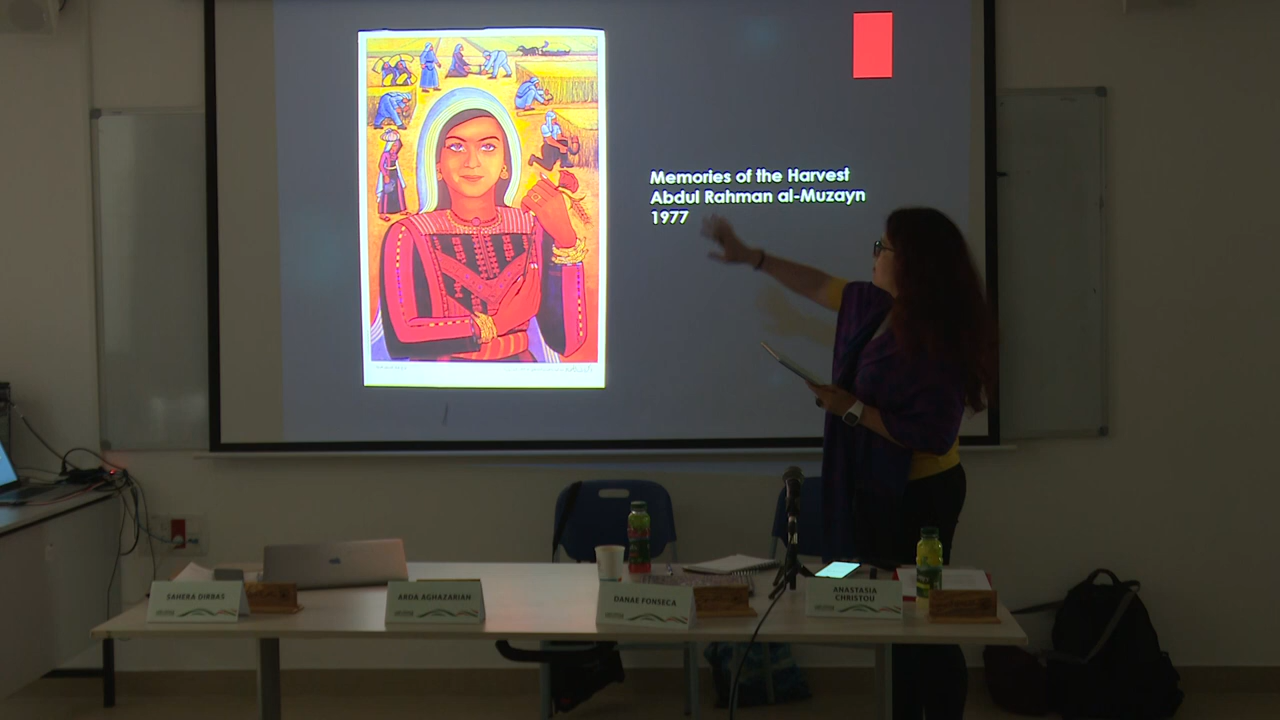 Memories of the Harvest
Abdul Rahman al-Muzayn
1977
SAHERA DIRBAS
ARDA AGHAZARIAN
DANAE FONSECA
ANASTASIA
CHRISTOU